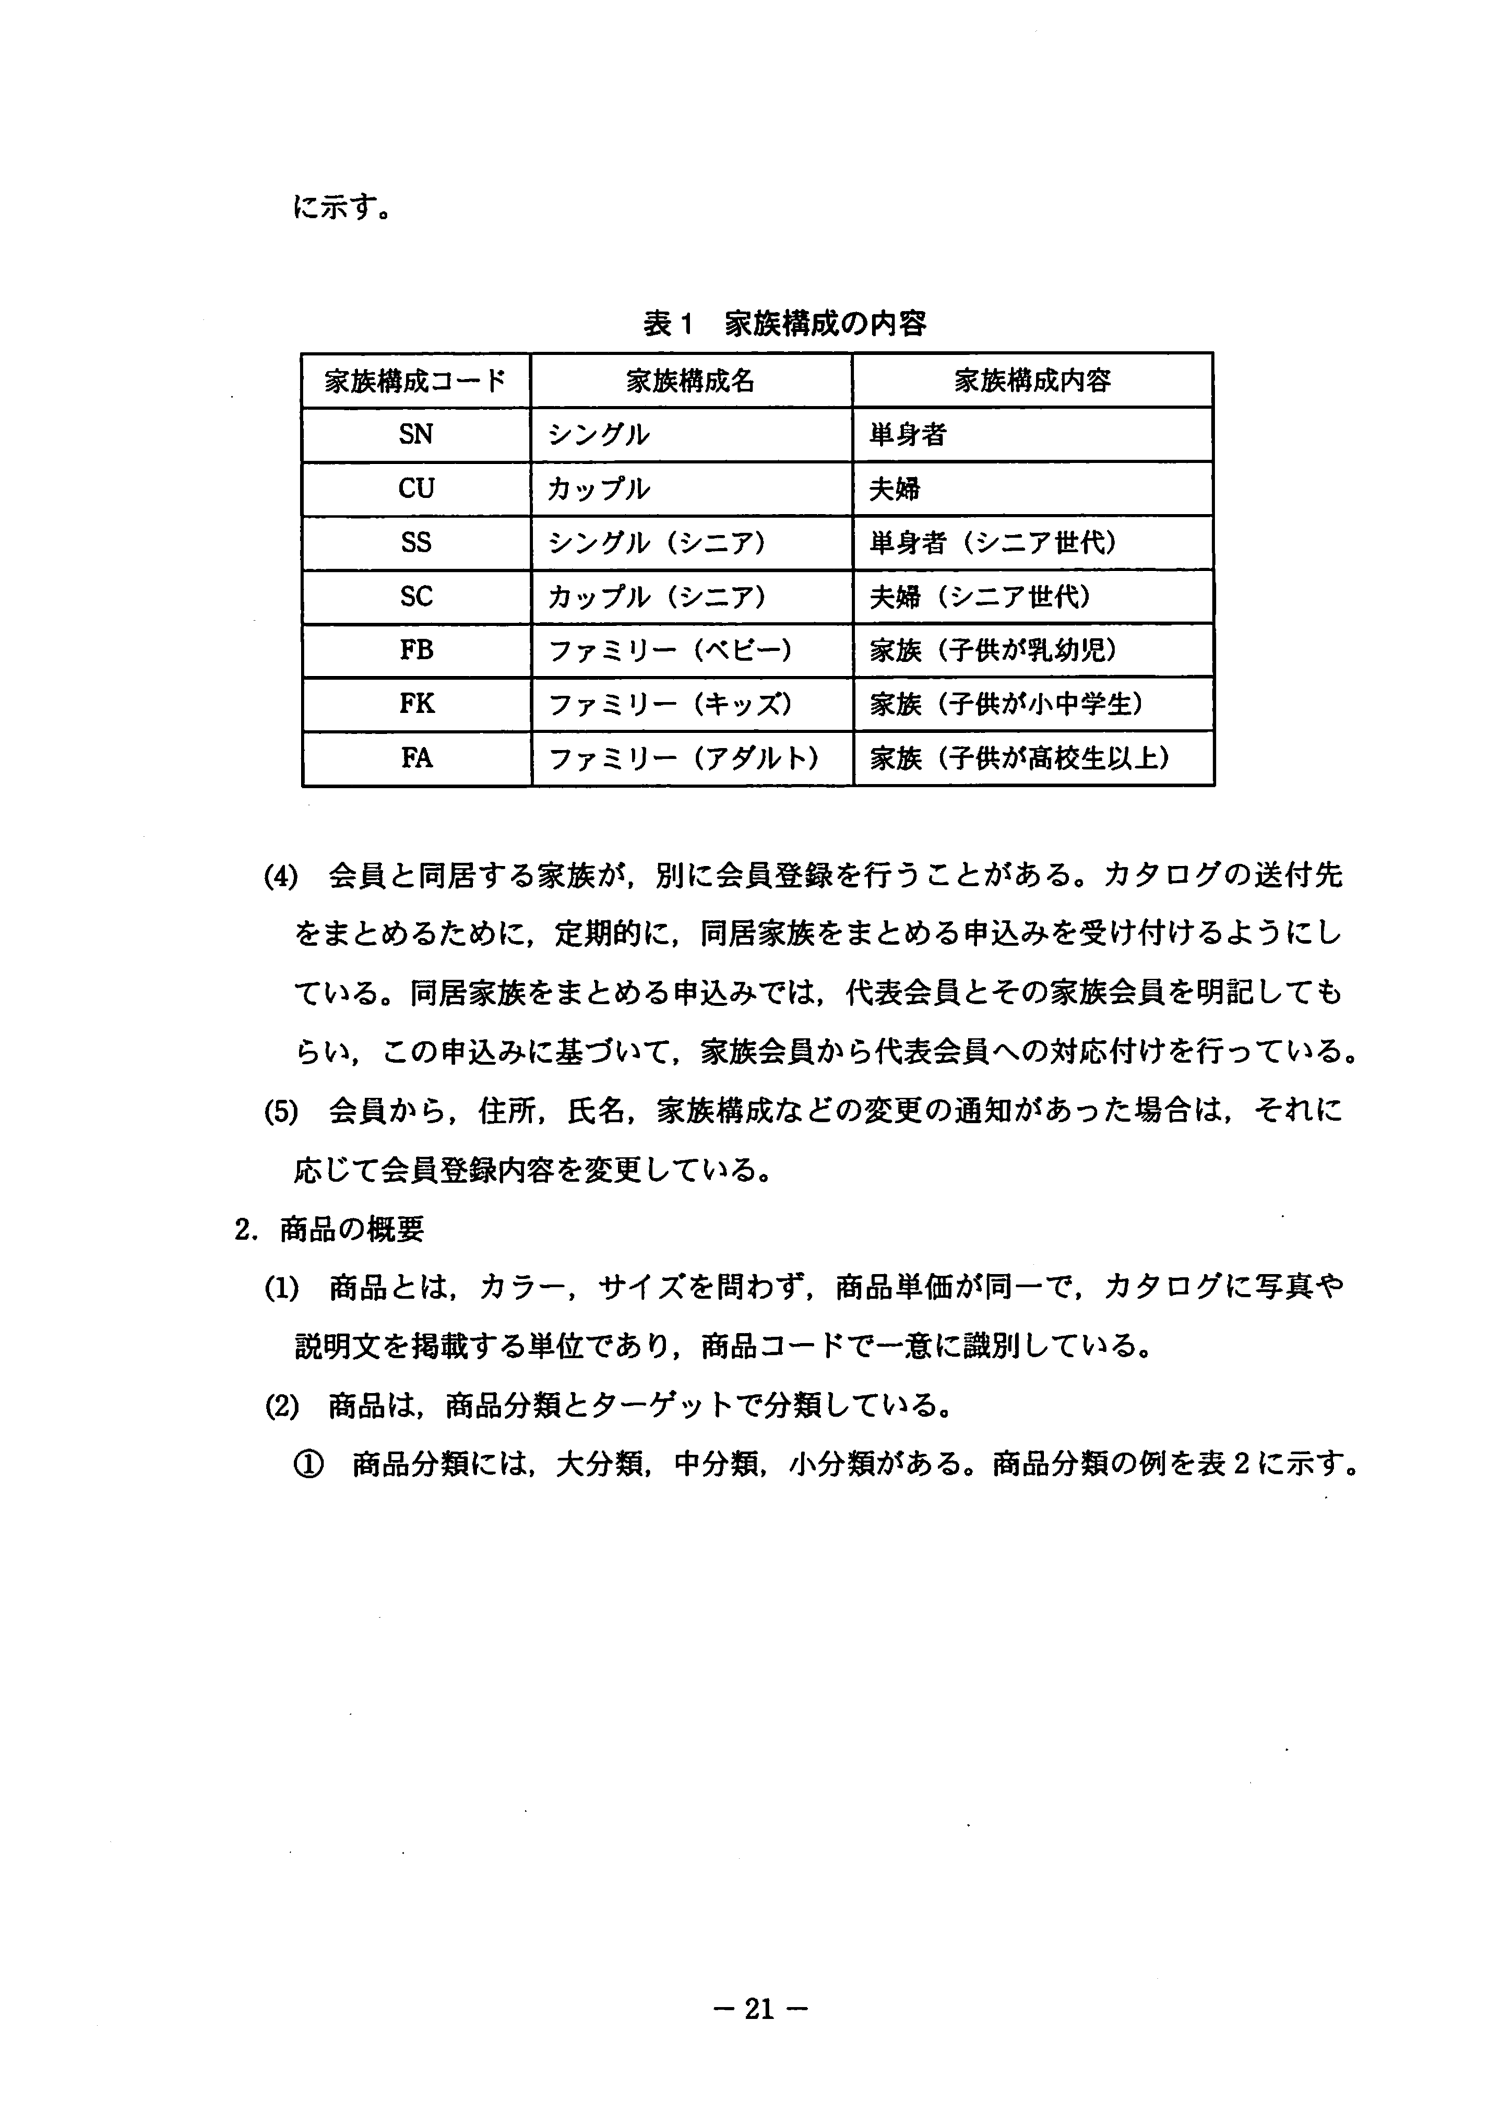 に示す。
表1 家族構成の内容
家族構成コード 家族構成名 家族構成内容
SN シングル 単身者
CU カップル 夫婦
SS シングル（シニア） 単身者（シニア世代）
SC カップル（シニア） 夫婦（シニア世代）
FB ファミリー（ベビー） 家族（子供が乳幼児）
FK ファミリー（キッズ） 家族（子供が小中学生）
FA ファミリー（アダルト） 家族（子供が高校生以上）
(4) 会員と同居する家族が，別に会員登録を行うことがある。カタログの送付先
をまとめるために，定期的に，同居家族をまとめる申込みを受け付けるようにし
ている。同居家族をまとめる申込みでは，代表会員とその家族会員を明記しても
らい，この申込みに基づいて，家族会員から代表会員への対応付けを行っている。
(5) 会員から，住所，氏名，家族構成などの変更の通知があった場合は，それに
応じて会員登録内容を変更している。
2．商品の概要
(1) 商品とは，カラー，サイズを問わず，商品単価が同一で，カタログに写真や
説明文を掲載する単位であり，商品コードで一意に識別している。
(2) 商品は，商品分類とターゲットで分類している。
① 商品分類には，大分類，中分類，小分類がある。商品分類の例を表2に示す。
－ 21 －